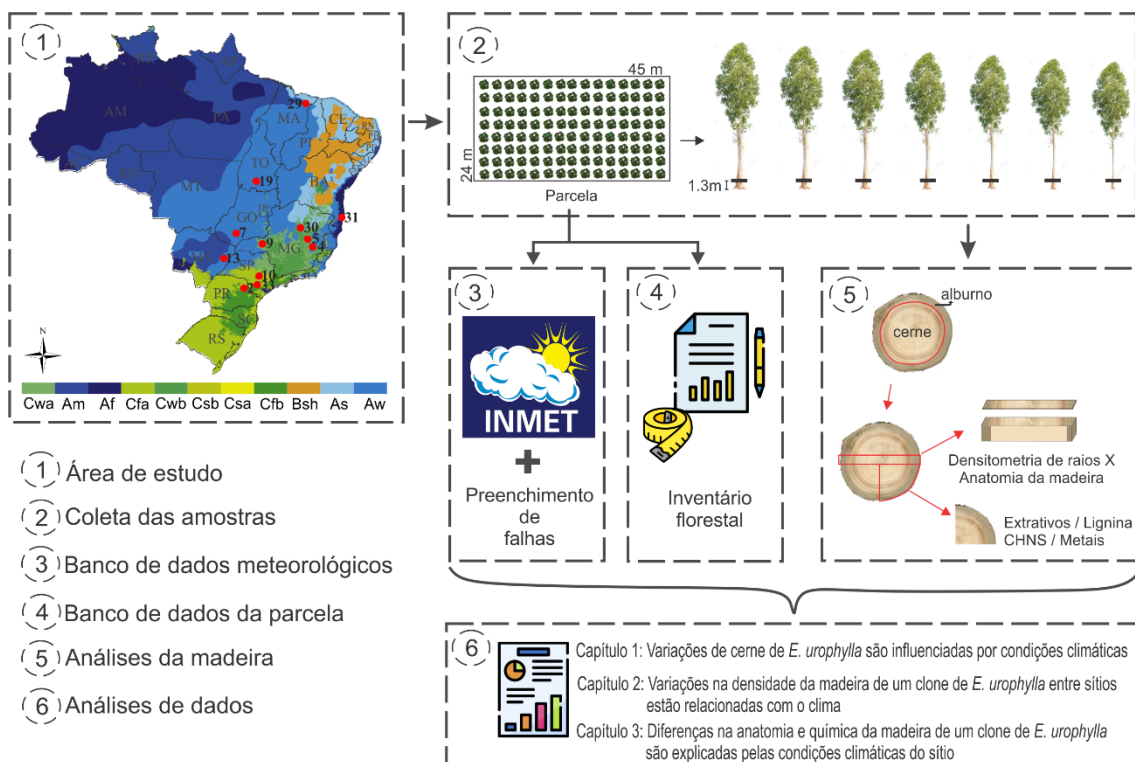 1
AM
PA
MA
CE
RN
PB
PI
TO
BA
MT
GO
MG
SP
PR
SC
RS
29
19
31
7
30
5
4
9
13
10
2
N
Cwa Am Af Cfa Cwb Csb Csa Cfb Bsh As Aw
1 Área de estudo
2 Coleta das amostras
3 Banco de dados meteorológicos
4 Banco de dados da parcela
5 Análises da madeira
6 Análises de dados
2
45 m
24 m
Parcela
1.3m
3
INMET
+
Preenchimento
de
falhas
4
Inventário
florestal
5
alburno
cerne
Densitometria de raios X
Anatomia da madeira
Extrativos / Lignina
CHNS / Metais
6
Capítulo 1: Variações de cerne de E. urophylla são influenciadas por condições climáticas
Capítulo 2: Variações na densidade da madeira de um clone de E. urophylla entre sítios
estão relacionadas com o clima
Capítulo 3: Diferenças na anatomia e química da madeira de um clone de E. urophylla
são explicadas pelas condições climáticas do sítio